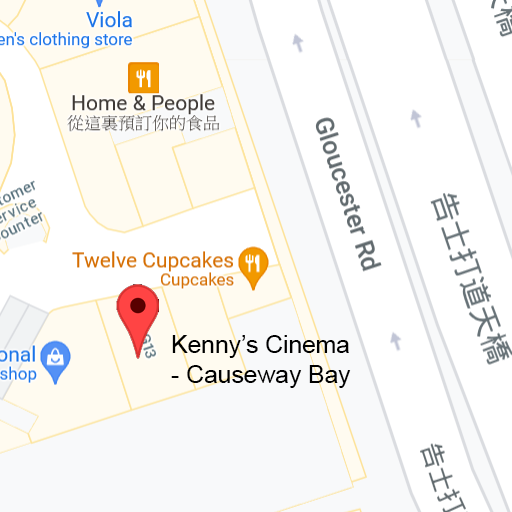 Viola
en's clothing store
告士打道天橋
Home & People
從這裏預訂你的食品
Gloucester Rd
tomer
ervice
ounter
Twelve Cupcakes
Cupcakes
G13
Kenny's Cinema
- Causeway Bay
onal
shop
告士打